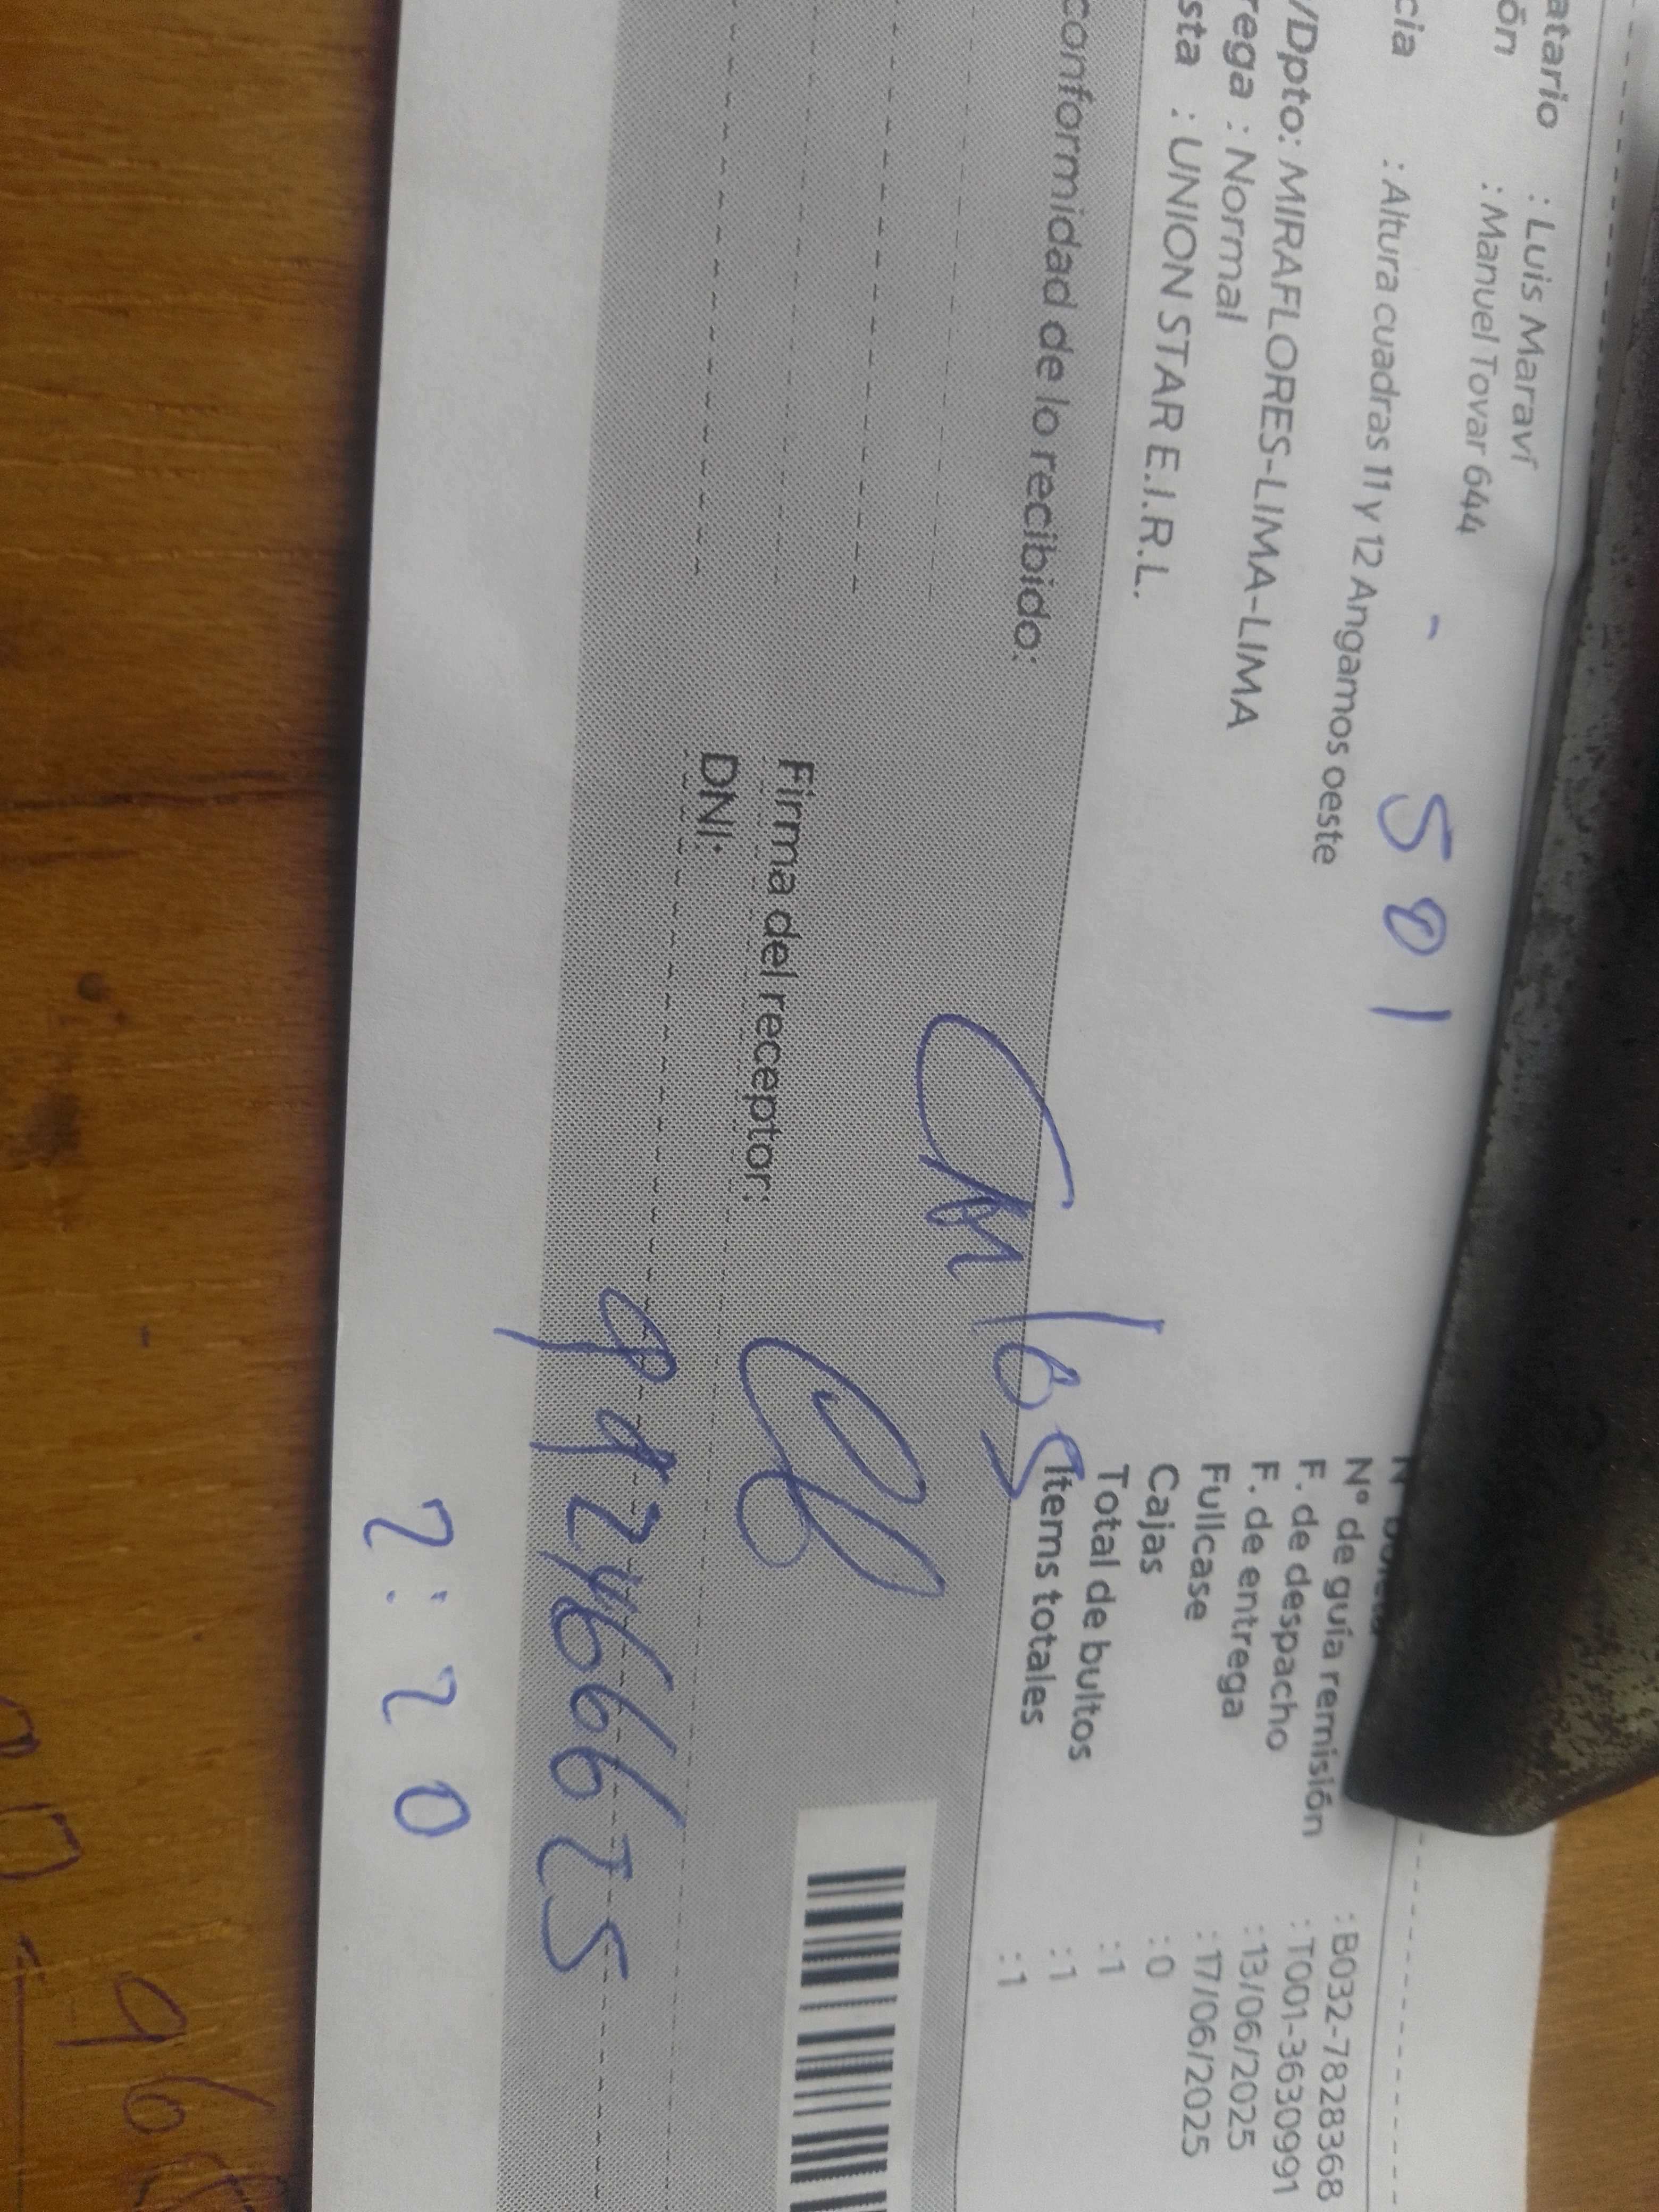 atario : Luis Maraví
ón : Manuel Tovar 644
- 501
cia : Altura cuadras 11 y 12 Angamos oeste
/Dpto: MIRAFLORES-LIMA-LIMA
rega : Normal
sta : UNION STAR E.I.R.L.
: B032-7828368
Nº de guía remisión : T001-3630991
F. de despacho : 13/06/2025
F. de entrega : 17/06/2025
Fullcase : 0
Cajas : 1
Total de bultos : 1
Items totales : 1
conformidad de lo recibido:
Carlos
Firma del receptor:
DNI:
2:20